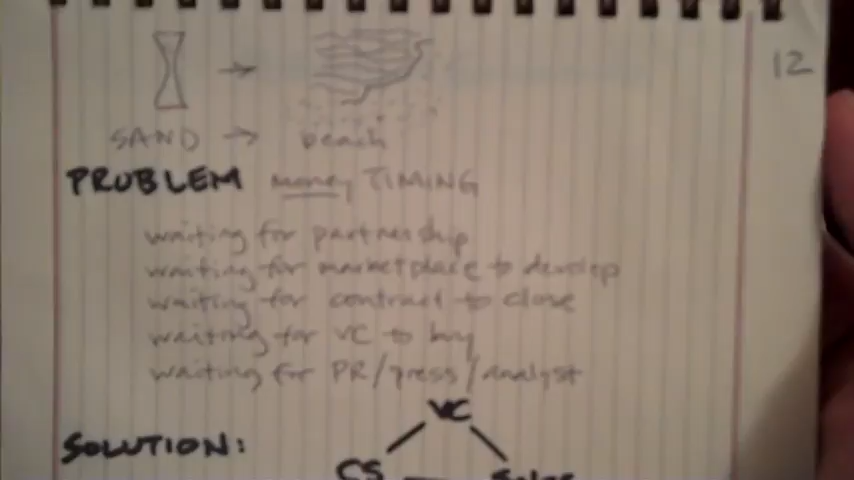 12
SAND → beach
PROBLEM money TIMING
waiting for partnership
waiting for marketplace to develop
waiting for contract to close
waiting for VC to buy
waiting for PR/press/analyst
VC
SOLUTION:
CS Sales